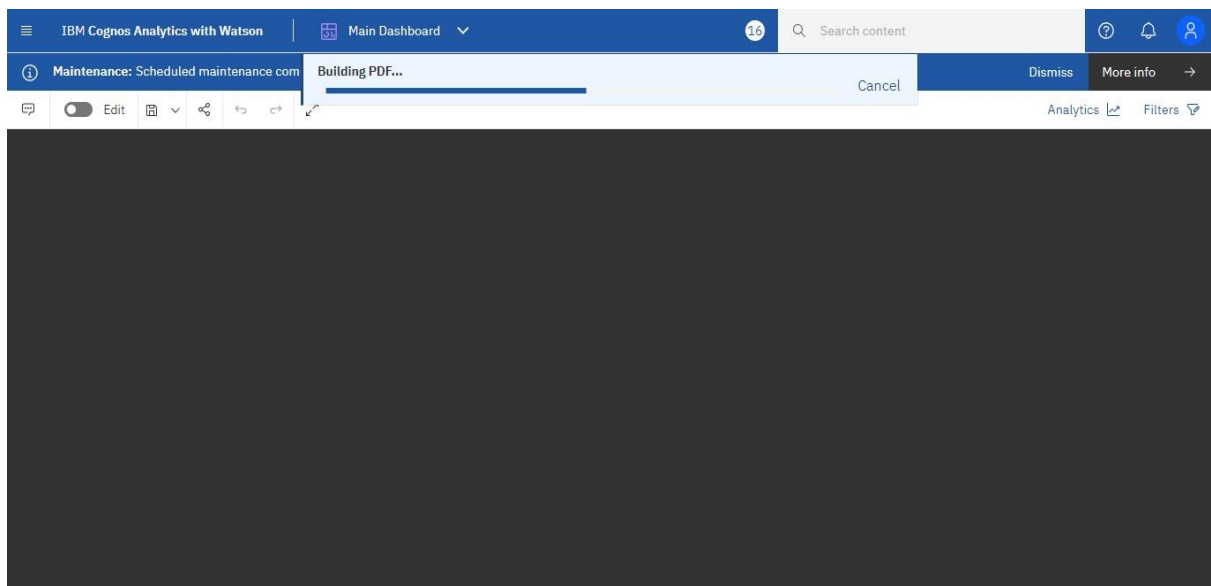 IBM Cognos Analytics with Watson
Main Dashboard
16
Search content
Maintenance: Scheduled maintenance com
Building PDF...
Cancel
Dismiss
More info
Edit
Analytics
Filters